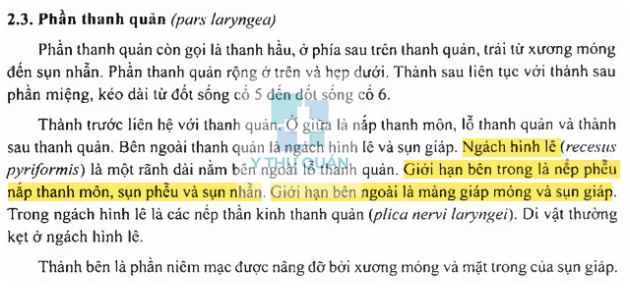 2.3. Phần thanh quản (pars laryngea)
Phần thanh quản còn gọi là thanh hầu, ở phía sau trên thanh quản, trải từ xương móng
đến sụn nhẫn. Phần thanh quản rộng ở trên và hẹp dưới. Thành sau liên tục với thành sau
phần miệng, kéo dài từ đốt sống cổ 5 đến đốt sống cổ 6.
Thành trước liên hệ với thanh quản. Ở giữa là nắp thanh môn, lỗ thanh quản và thành
sau thanh quản. Bên ngoài thanh quản là ngách hình lê và sụn giáp. Ngách hình lê (recesus
pyriformis) là một rãnh dài nằm bên ngoài lỗ thanh quản. Giới hạn bên trong là nếp phễu
nắp thanh môn, sụn phễu và sụn nhẫn. Giới hạn bên ngoài là màng giáp móng và sụn giáp.
Trong ngách hình lê là các nếp thần kinh thanh quản (plica nervi laryngei). Dị vật thường
kẹt ở ngách hình lê.
Thành bên là phần niêm mạc được nâng đỡ bởi xương móng và mặt trong của sụn giáp.
Y THƯ QUÁN